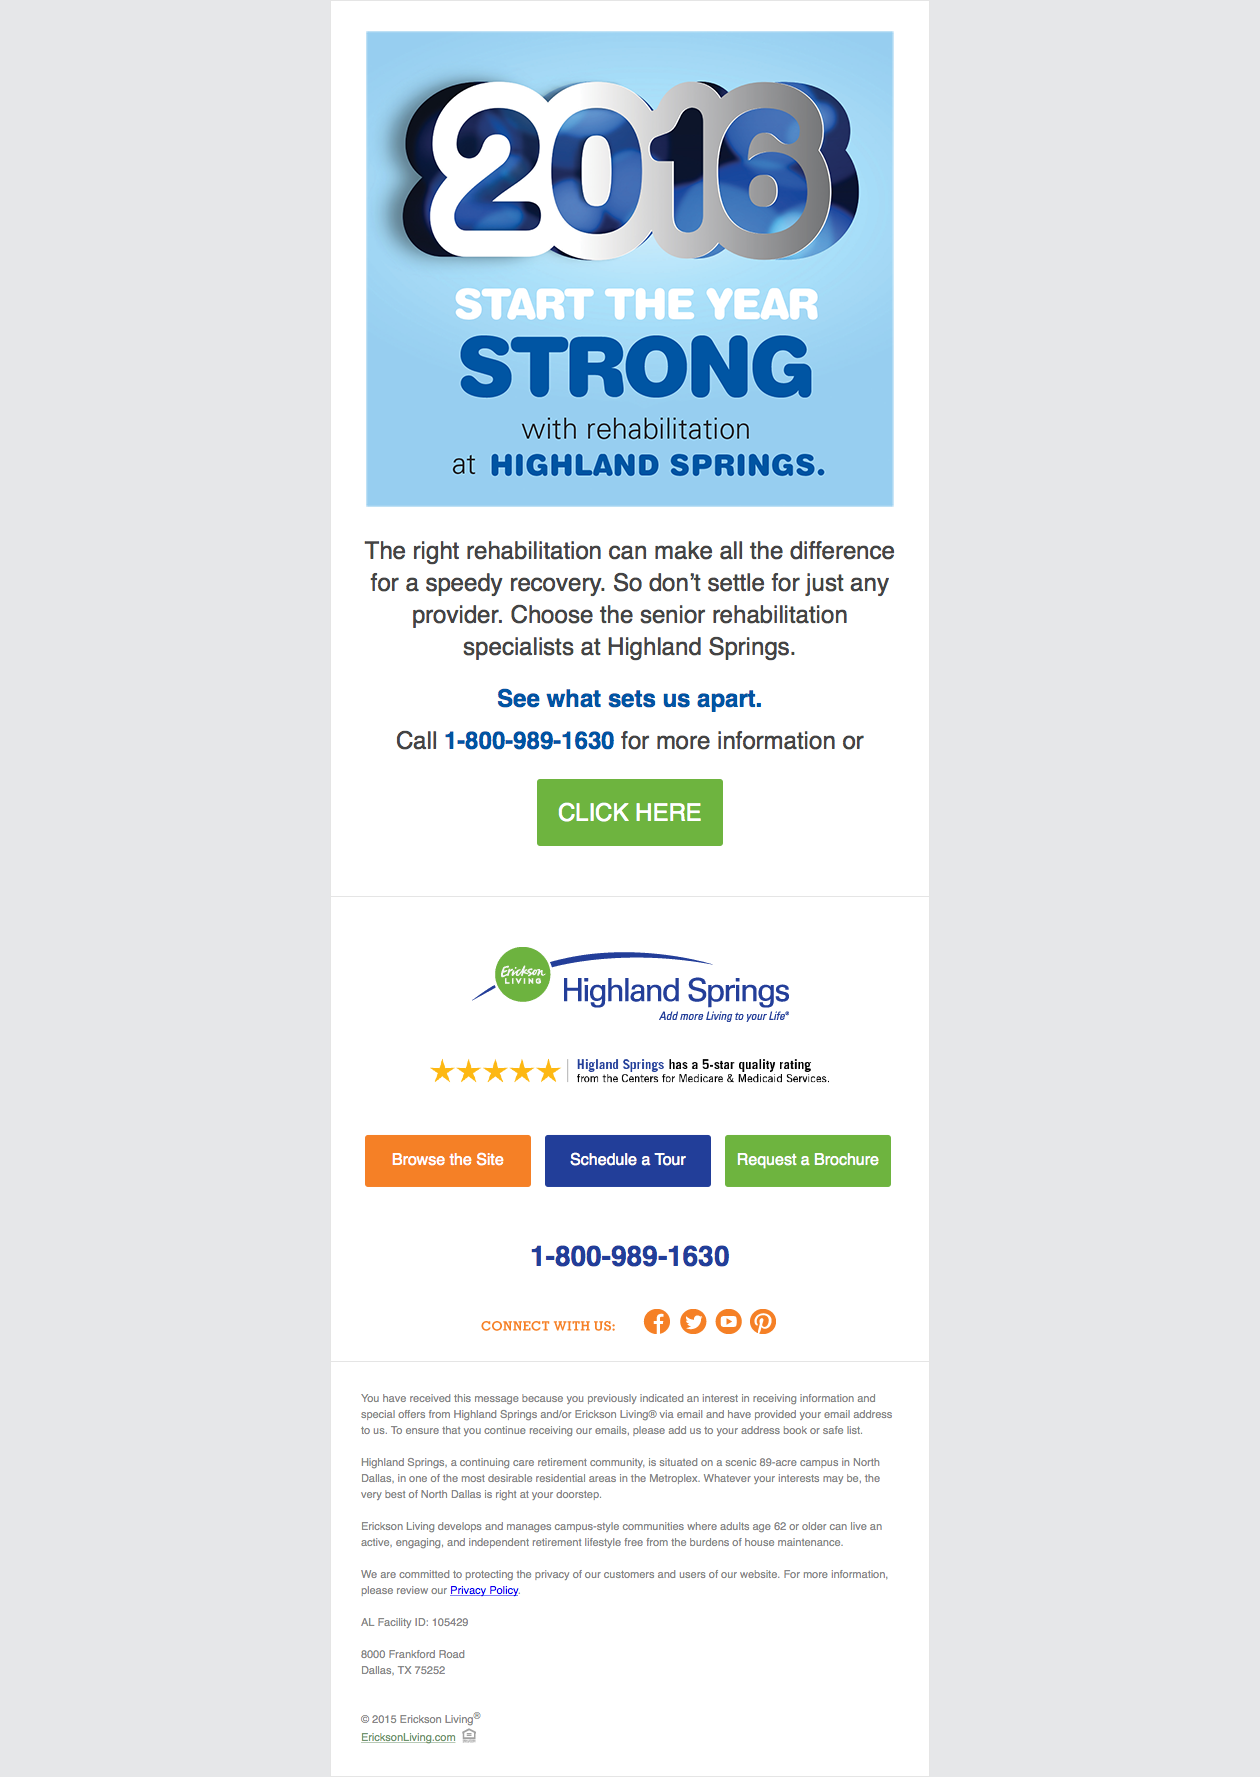 2016
START THE YEAR
STRONG
with rehabilitation
at HIGHLAND SPRINGS.
The right rehabilitation can make all the difference
for a speedy recovery. So don’t settle for just any
provider. Choose the senior rehabilitation
specialists at Highland Springs.
See what sets us apart.
Call 1-800-989-1630 for more information or
CLICK HERE
Erickson
LIVING
Highland Springs
Add more Living to your Life®
Higland Springs has a 5-star quality rating
from the Centers for Medicare & Medicaid Services.
Browse the Site
Schedule a Tour
Request a Brochure
1-800-989-1630
CONNECT WITH US:
You have received this message because you previously indicated an interest in receiving information and
special offers from Highland Springs and/or Erickson Living® via email and have provided your email address
to us. To ensure that you continue receiving our emails, please add us to your address book or safe list.
Highland Springs, a continuing care retirement community, is situated on a scenic 89-acre campus in North
Dallas, in one of the most desirable residential areas in the Metroplex. Whatever your interests may be, the
very best of North Dallas is right at your doorstep.
Erickson Living develops and manages campus-style communities where adults age 62 or older can live an
active, engaging, and independent retirement lifestyle free from the burdens of house maintenance.
We are committed to protecting the privacy of our customers and users of our website. For more information,
please review our Privacy Policy.
AL Facility ID: 105429
8000 Frankford Road
Dallas, TX 75252
© 2015 Erickson Living®
EricksonLiving.com